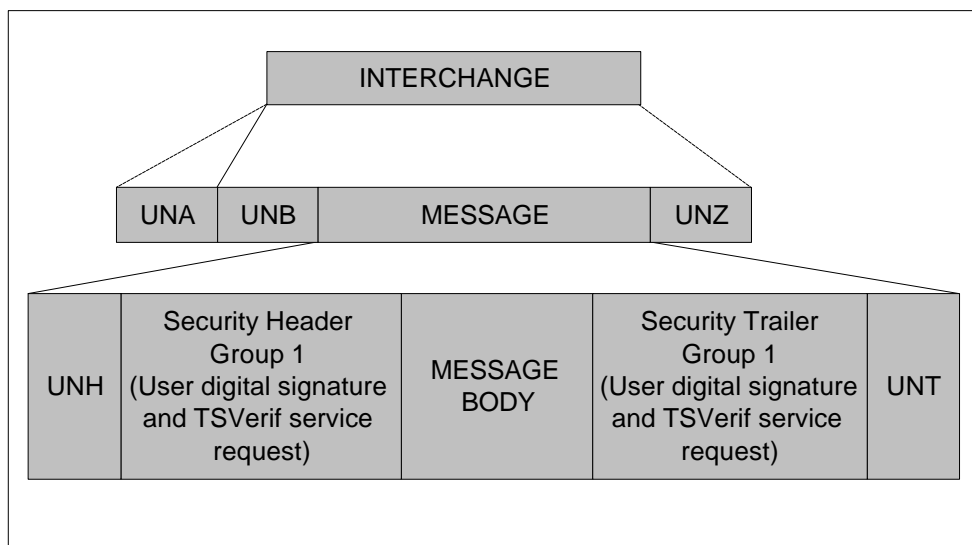 INTERCHANGE
UNA
UNB
MESSAGE
UNZ
UNH
Security Header
Group 1
(User digital signature
and TSVerif service
request)
MESSAGE
BODY
Security Trailer
Group 1
(User digital signature
and TSVerif service
request)
UNT